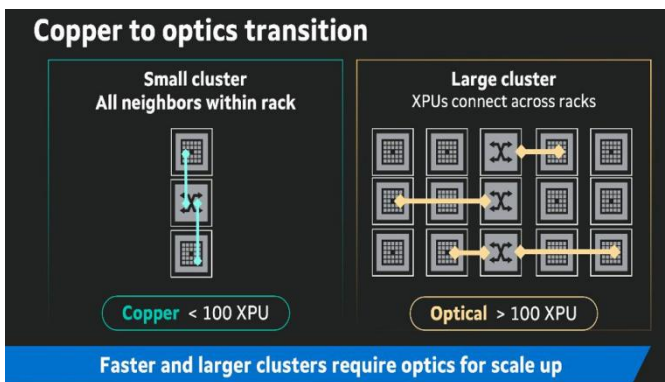 Copper to optics transition
Small cluster
All neighbors within rack
Copper < 100 XPU
Large cluster
XPUs connect across racks
Optical > 100 XPU
Faster and larger clusters require optics for scale up